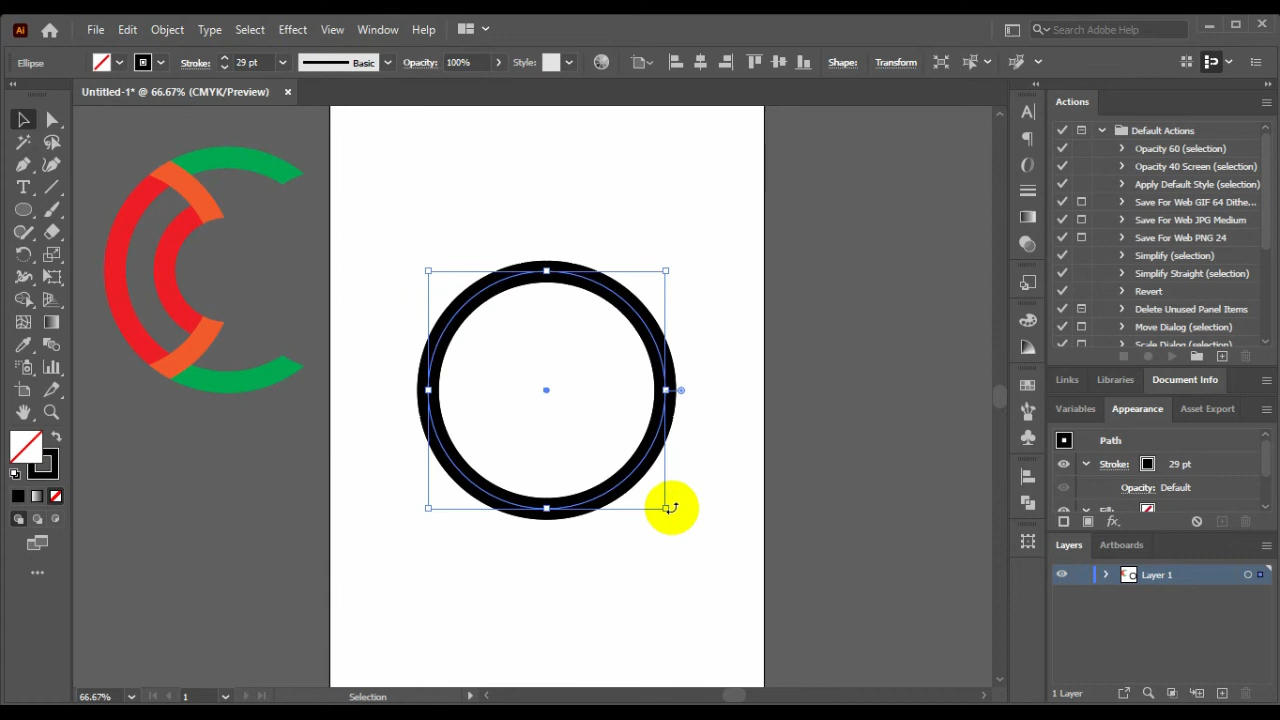 Ai File Edit Object Type Select Effect View Window Help Search Adobe Help
Ellipse Stroke: 29 pt Basic Opacity: 100% Style: Shape: Transform
Untitled-1* @ 66.67% (CMYK/Preview)
Actions
Default Actions
Opacity 60 (selection)
Opacity 40 Screen (selection)
Apply Default Style (selection)
Save For Web GIF 64 Dithe...
Save For Web JPG Medium
Save For Web PNG 24
Simplify (selection)
Simplify Straight (selection)
Revert
Delete Unused Panel Items
Move Dialog (selection)
Scale Dialog (selection)
Links Libraries Document Info
Variables Appearance Asset Export
Path
Stroke: 29 pt
Opacity: Default
Fill:
fx
Layers Artboards
Layer 1
66.67% 1 Selection
1 Layer